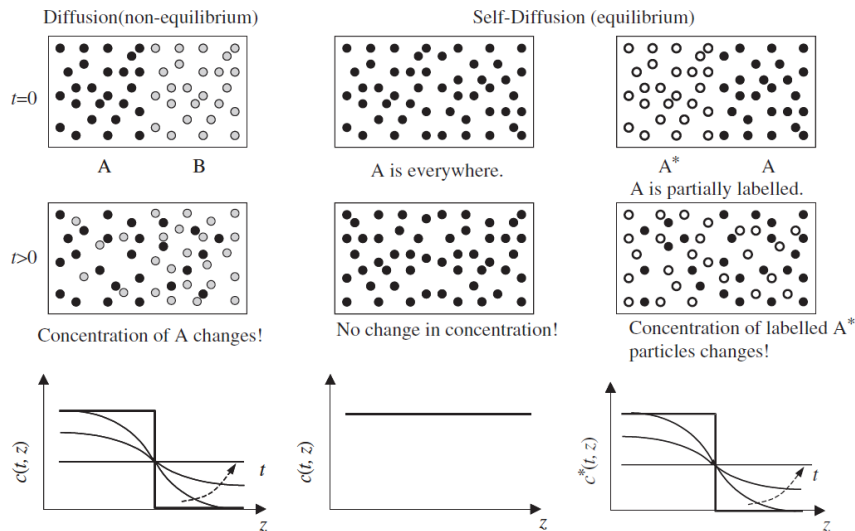 Diffusion(non-equilibrium)
Self-Diffusion (equilibrium)
t=0
A B
A is everywhere.
A* A
A is partially labelled.
t>0
Concentration of A changes!
No change in concentration!
Concentration of labelled A*
particles changes!
c(t, z)
t
z
c(t, z)
z
c*(t, z)
t
z